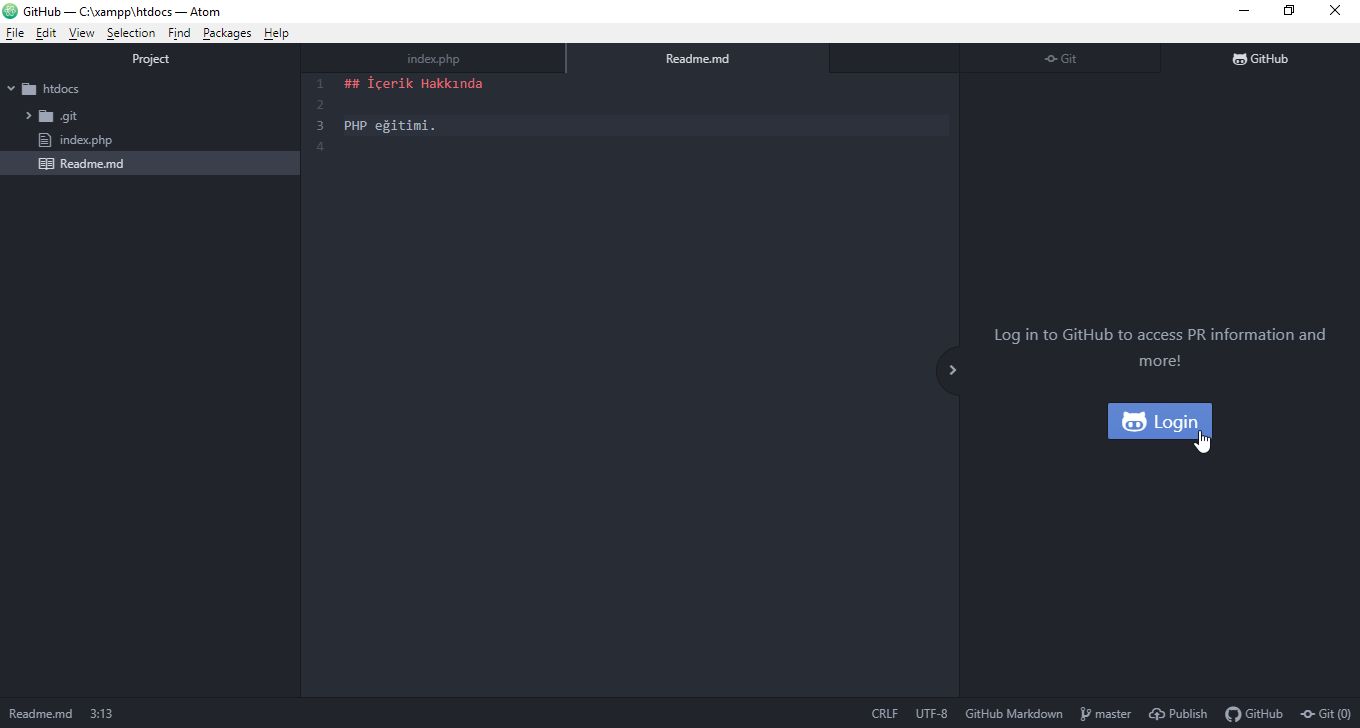 GitHub — C:\xampp\htdocs — Atom
File Edit View Selection Find Packages Help
Project
index.php
Readme.md
Git
GitHub
htdocs
.git
index.php
Readme.md
1 ## İçerik Hakkında
2
3 PHP eğitimi.
4
Log in to GitHub to access PR information and
more!
Login
Readme.md 3:13
CRLF UTF-8 GitHub Markdown master Publish GitHub Git (0)